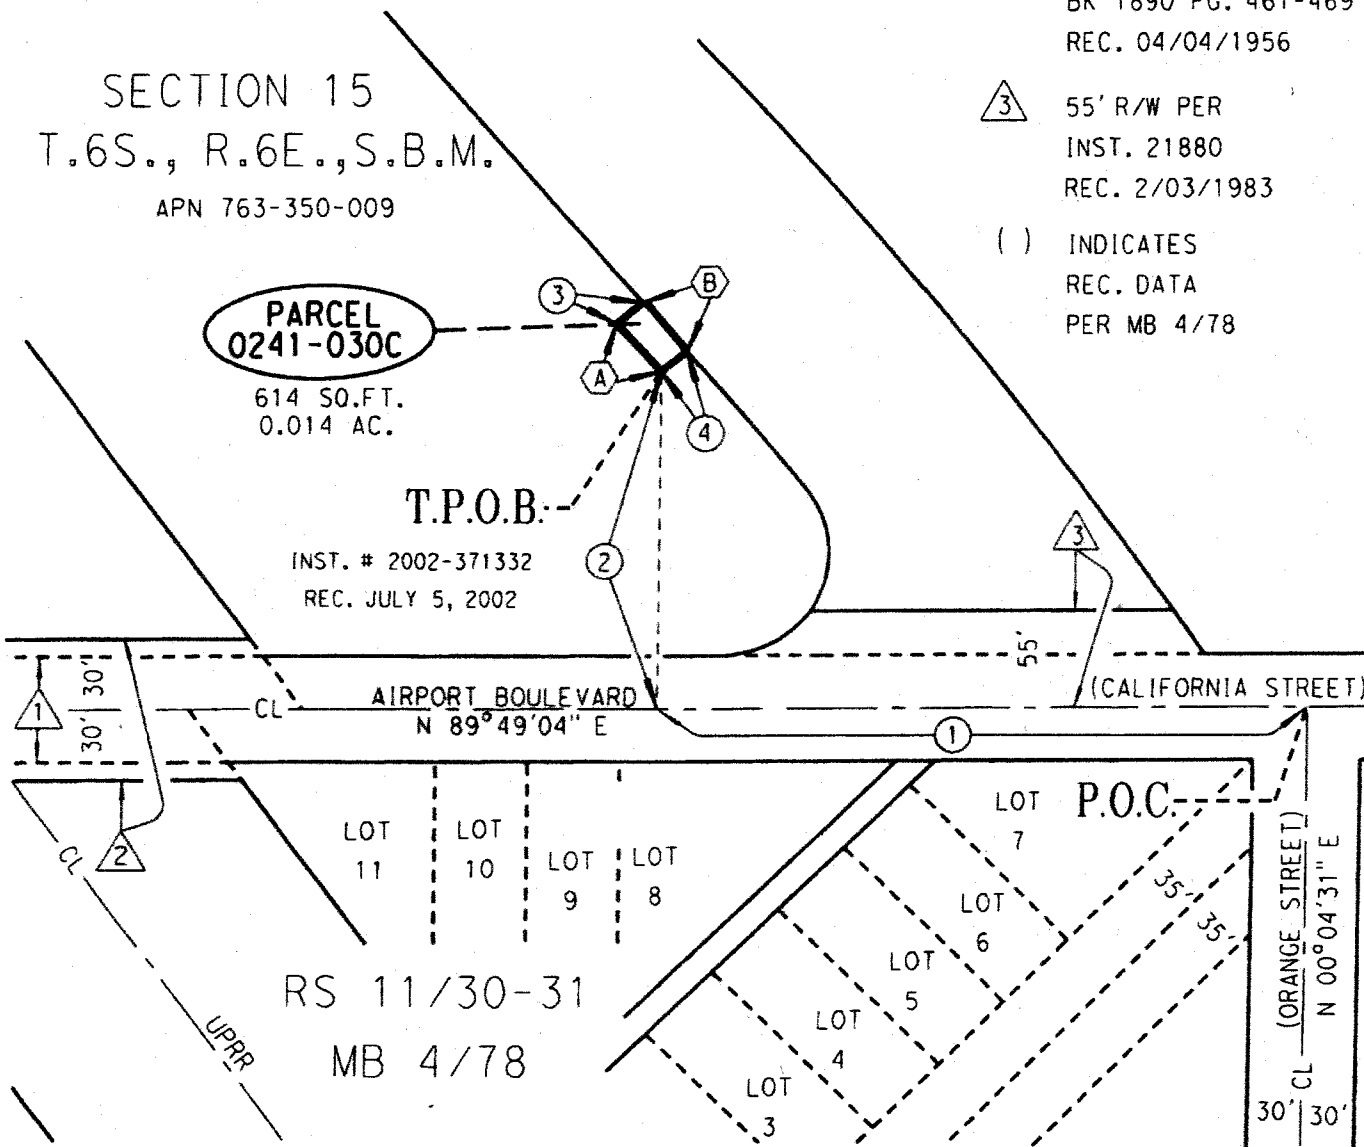 BK 1890 PG. 461-469
REC. 04/04/1956
3
55' R/W PER
INST. 21880
REC. 2/03/1983
( ) INDICATES
REC. DATA
PER MB 4/78
SECTION 15
T.6S., R.6E.,S.B.M.
APN 763-350-009
PARCEL
0241-030C
614 SQ.FT.
0.014 AC.
3
B
A
4
T.P.O.B.
INST. # 2002-371332
REC. JULY 5, 2002
2
3
55'
1
30'
30'
CL
AIRPORT BOULEVARD
N 89°49'04" E
(CALIFORNIA STREET)
1
P.O.C.
2
CL
UPRR
LOT
11
LOT
10
LOT
9
LOT
8
LOT
7
LOT
6
LOT
5
LOT
4
LOT
3
35'
35'
RS 11/30-31
MB 4/78
(ORANGE STREET)
N 00°04'31" E
CL
30'
30'